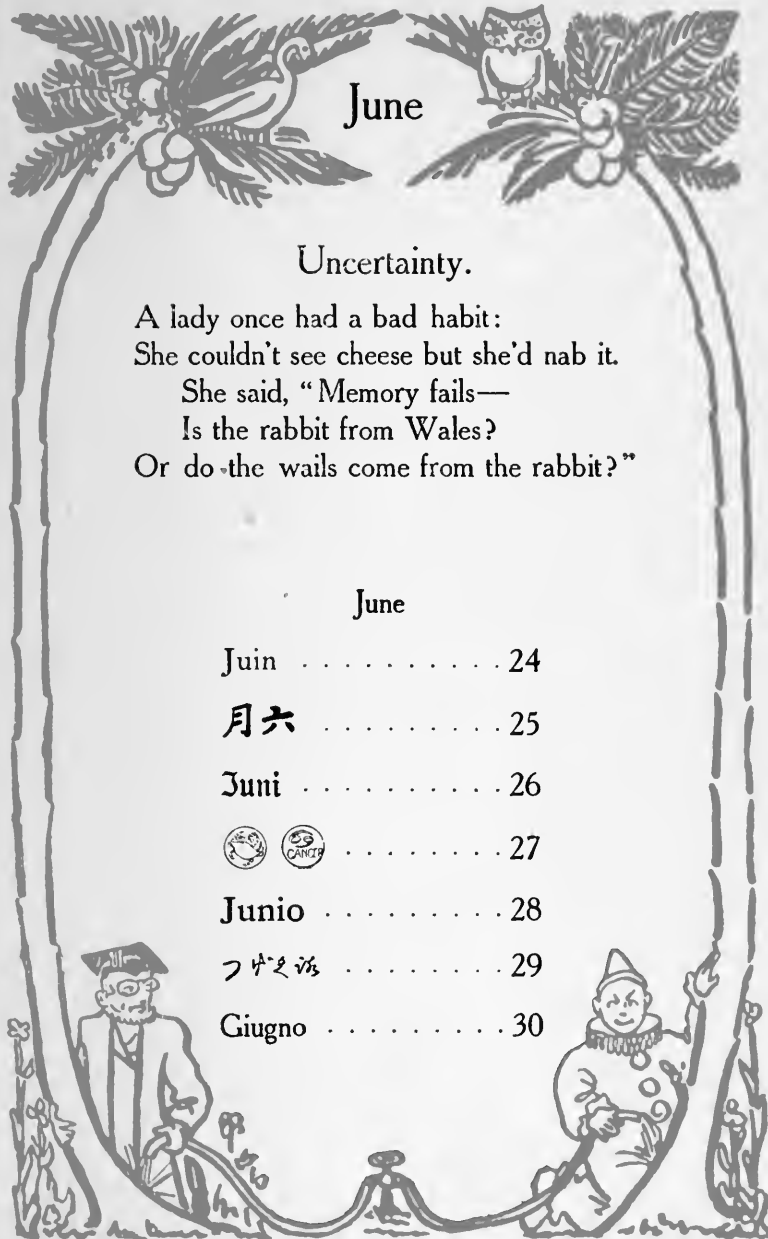 June
Uncertainty.
A lady once had a bad habit:
She couldn't see cheese but she'd nab it.
She said, “Memory fails—
Is the rabbit from Wales?
Or do the wails come from the rabbit?”
June
Juin . . . . . . . . . . 24
月六 . . . . . . . . . 25
Juni . . . . . . . . . . 26
CANCER . . . . . . . . 27
Junio . . . . . . . . . 28
. . . . . . . . 29
Giugno . . . . . . . . . 30